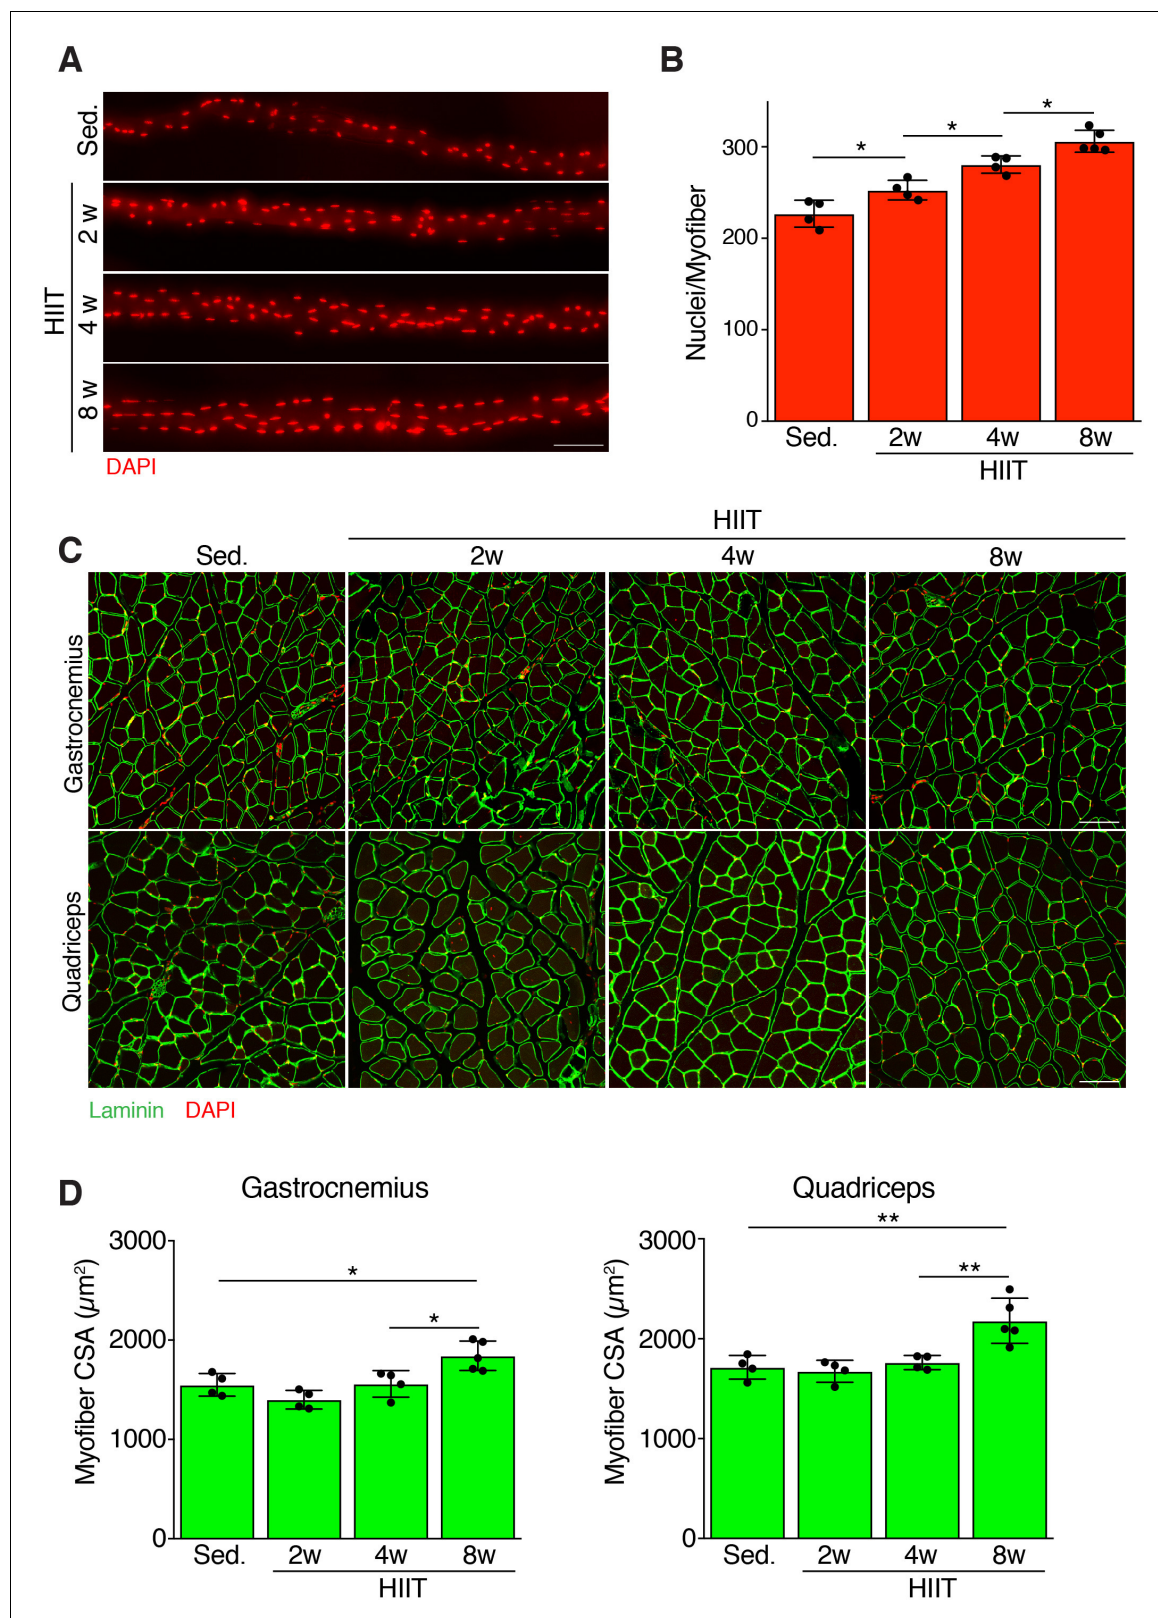 A
Sed.
HIIT
2 w
4 w
8 w
DAPI
B
Nuclei/Myofiber
300
200
100
0
*
*
*
Sed. 2w 4w 8w
HIIT
C
HIIT
Sed. 2w 4w 8w
Gastrocnemius
Quadriceps
Laminin DAPI
D
Gastrocnemius
Myofiber CSA (µm²)
3000
2000
1000
0
*
*
Sed. 2w 4w 8w
HIIT
Quadriceps
Myofiber CSA (µm²)
3000
2000
1000
0
**
**
Sed. 2w 4w 8w
HIIT